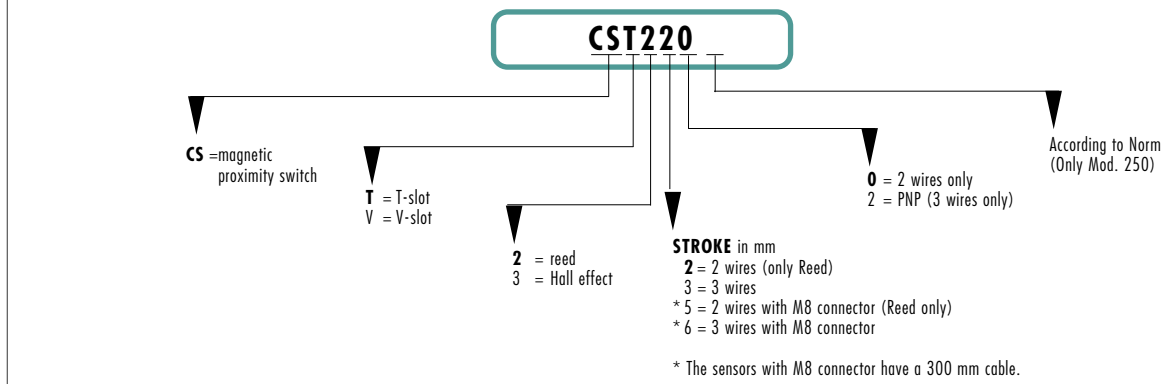 CST220
CS =magnetic
proximity switch
T = T-slot
V = V-slot
2 = reed
3 = Hall effect
STROKE in mm
2 = 2 wires (only Reed)
3 = 3 wires
* 5 = 2 wires with M8 connector (Reed only)
* 6 = 3 wires with M8 connector
* The sensors with M8 connector have a 300 mm cable.
0 = 2 wires only
2 = PNP (3 wires only)
According to Norm
(Only Mod. 250)